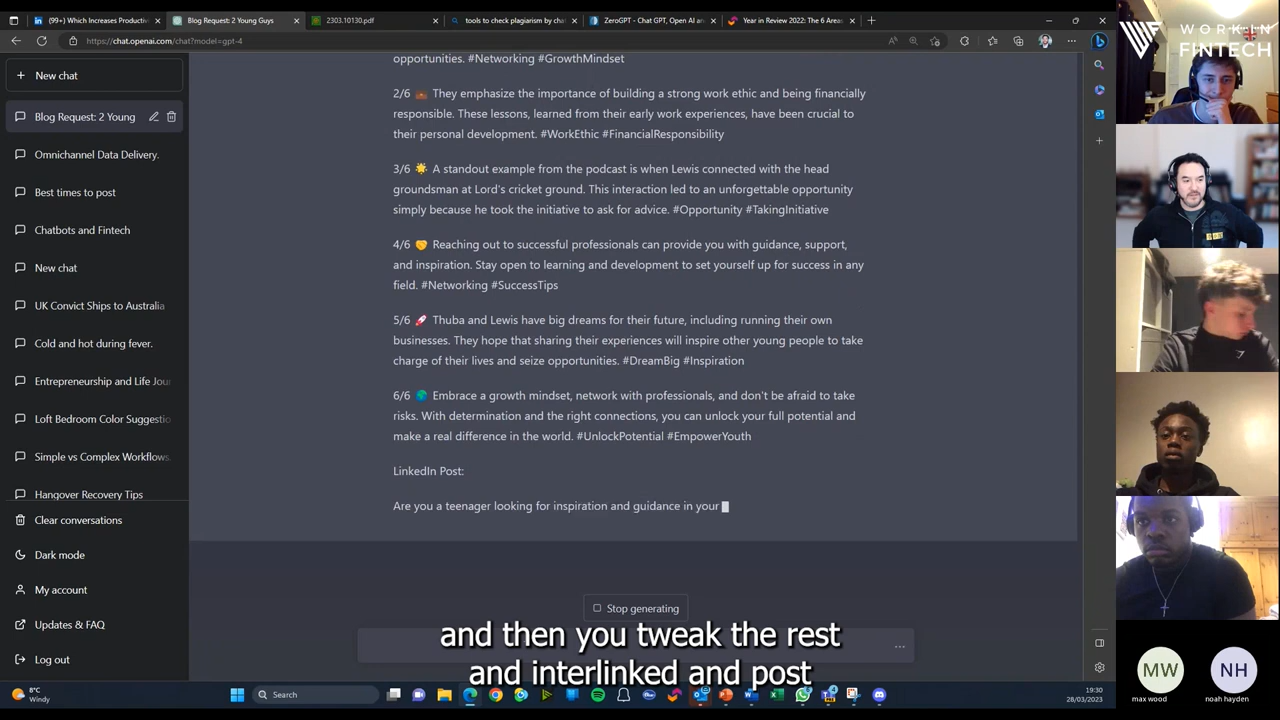 (99+) Which Increases Productiv
Blog Request: 2 Young Guys
2303.10130.pdf
tools to check plagiarism by cha
ZeroGPT - Chat GPT, Open AI an
Year in Review 2022: The 6 Area
https://chat.openai.com/chat?model=gpt-4
WORK IN
FINTECH
New chat
Blog Request: 2 Young
Omnichannel Data Delivery.
Best times to post
Chatbots and Fintech
New chat
UK Convict Ships to Australia
Cold and hot during fever.
Entrepreneurship and Life Jour
Loft Bedroom Color Suggestio
Simple vs Complex Workflows.
Hangover Recovery Tips
Clear conversations
Dark mode
My account
Updates & FAQ
Log out
opportunities. #Networking #GrowthMindset
2/6 💼 They emphasize the importance of building a strong work ethic and being financially
responsible. These lessons, learned from their early work experiences, have been crucial to
their personal development. #WorkEthic #FinancialResponsibility
3/6 🌟 A standout example from the podcast is when Lewis connected with the head
groundsman at Lord's cricket ground. This interaction led to an unforgettable opportunity
simply because he took the initiative to ask for advice. #Opportunity #TakingInitiative
4/6 🤝 Reaching out to successful professionals can provide you with guidance, support,
and inspiration. Stay open to learning and development to set yourself up for success in any
field. #Networking #SuccessTips
5/6 🚀 Thuba and Lewis have big dreams for their future, including running their own
businesses. They hope that sharing their experiences will inspire other young people to take
charge of their lives and seize opportunities. #DreamBig #Inspiration
6/6 🌍 Embrace a growth mindset, network with professionals, and don't be afraid to take
risks. With determination and the right connections, you can unlock your full potential and
make a real difference in the world. #UnlockPotential #EmpowerYouth
LinkedIn Post:
Are you a teenager looking for inspiration and guidance in your
Stop generating
and then you tweak the rest
and interlinked and post
MW
max wood
NH
noah hayden
8°C
Windy
Search
19:30
28/03/2023